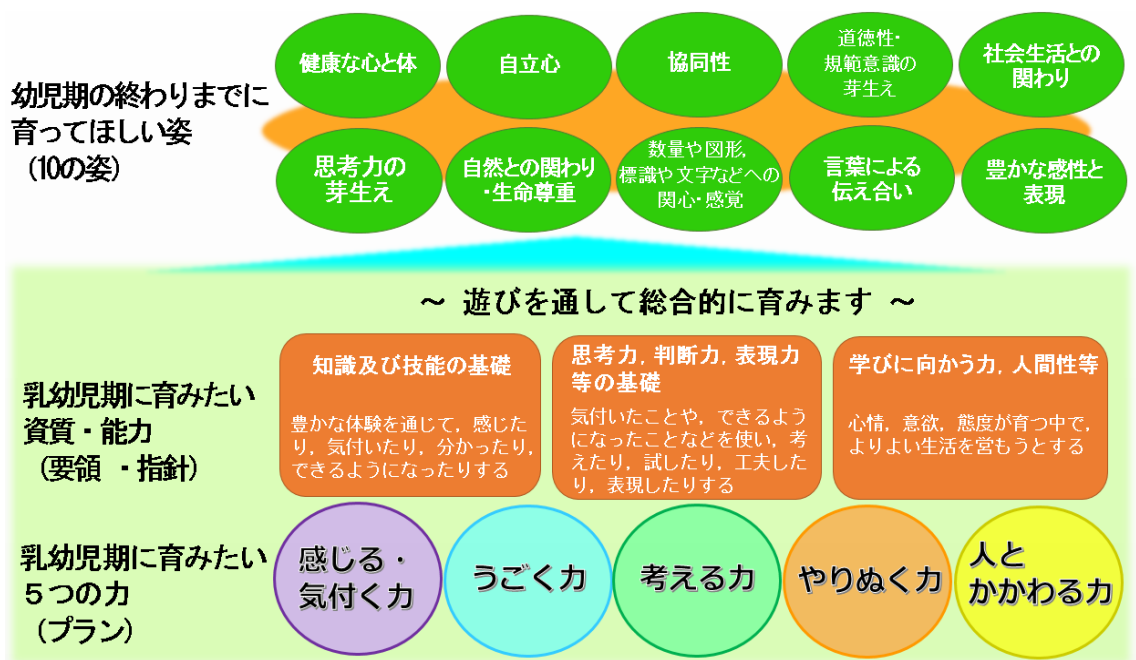 幼児期の終わりまでに
育ってほしい姿
（10の姿）
健康な心と体
自立心
協同性
道徳性・
規範意識の
芽生え
社会生活との
関わり
思考力の
芽生え
自然との関わり
・生命尊重
数量や図形，
標識や文字などへの
関心・感覚
言葉による
伝え合い
豊かな感性と
表現
～ 遊びを通して総合的に育みます ～
乳幼児期に育みたい
資質・能力
（要領 ・指針）
知識及び技能の基礎
豊かな体験を通じて，感じた
り，気付いたり，分かったり，
できるようになったりする
思考力，判断力，表現力
等の基礎
気付いたことや，できるよう
になったことなどを使い，考
えたり，試したり，工夫した
り，表現したりする
学びに向かう力，人間性等
心情，意欲，態度が育つ中で，
よりよい生活を営もうとする
乳幼児期に育みたい
５つの力
（プラン）
感じる・
気付く力
うごく力
考える力
やりぬく力
人と
かかわる力